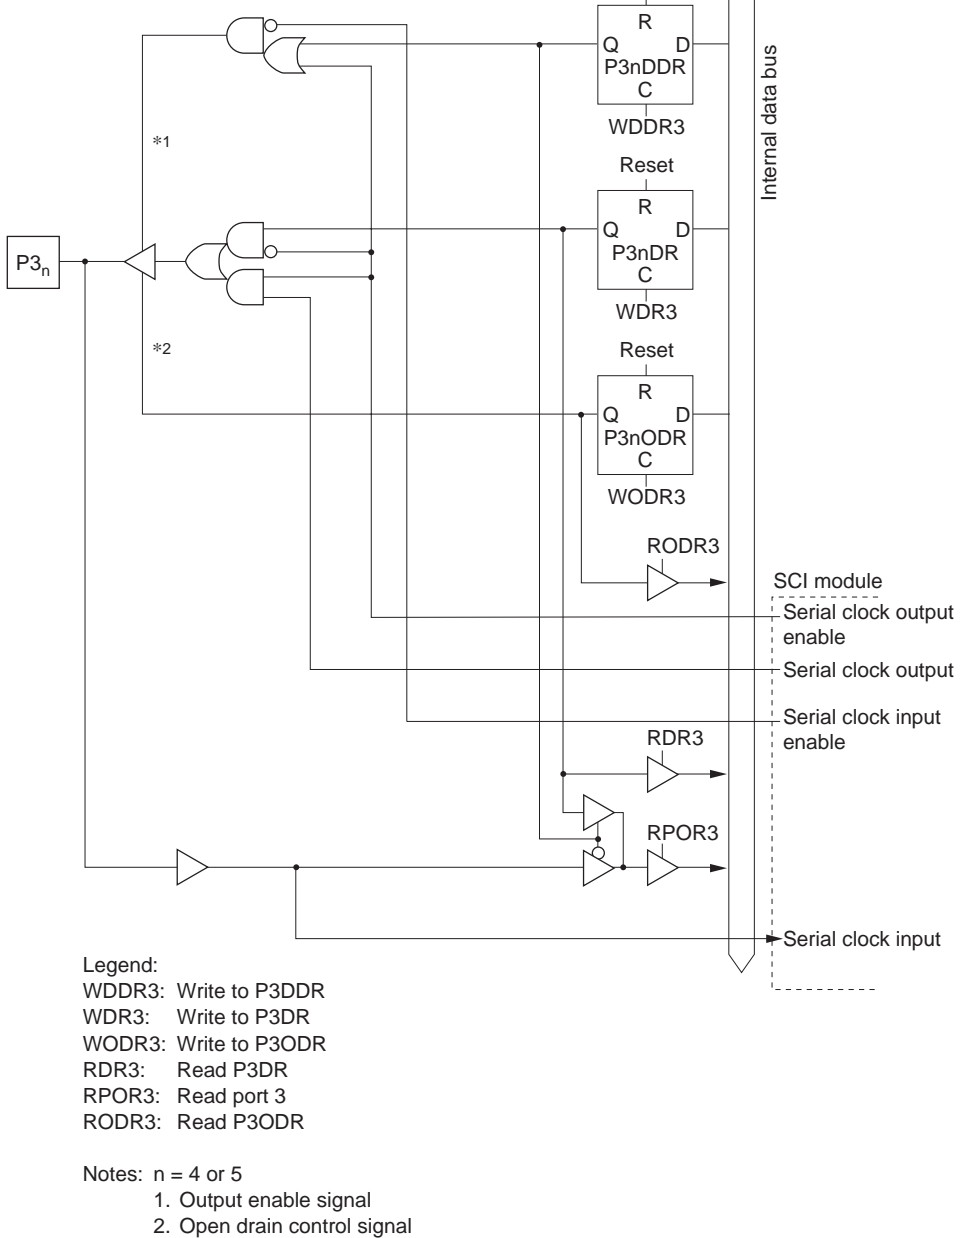 R
Q D
P3nDDR
C
WDDR3
Internal data bus
*1
Reset
R
Q D
P3nDR
C
WDR3
P3n
*2
Reset
R
Q D
P3nODR
C
WODR3
RODR3
SCI module
Serial clock output
enable
Serial clock output
Serial clock input
enable
RDR3
RPOR3
Serial clock input
Legend:
WDDR3: Write to P3DDR
WDR3: Write to P3DR
WODR3: Write to P3ODR
RDR3: Read P3DR
RPOR3: Read port 3
RODR3: Read P3ODR
Notes: n = 4 or 5
1. Output enable signal
2. Open drain control signal